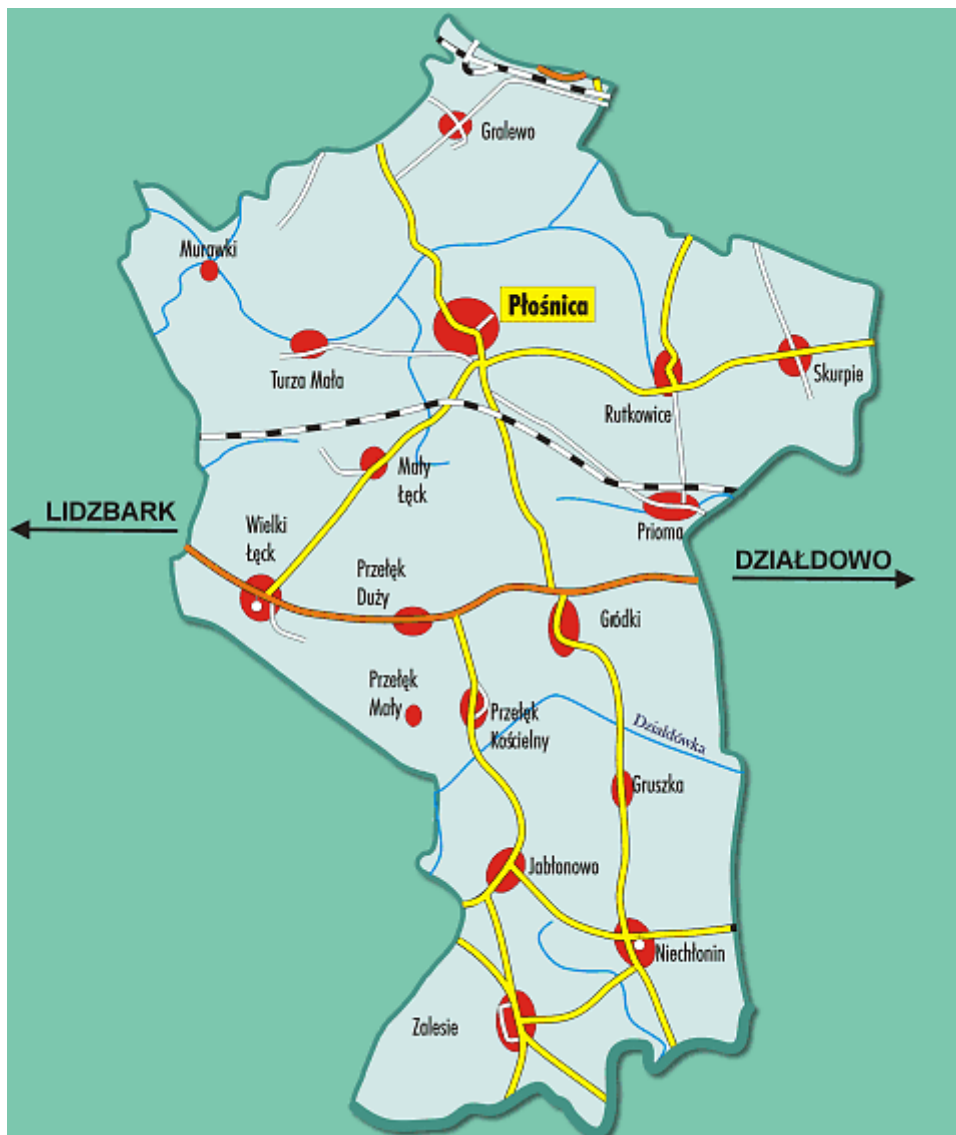 Gralewo
Murawki
Płośnica
Turza Mała
Skurpie
Rutkowice
Mały
Łęck
LIDZBARK
Wielki
Łęck
Prioma
DZIAŁDOWO
Przełęk
Duży
Gródki
Przełęk
Mały
Przełęk
Kościelny
Działdówka
Gruszka
Jabłonowo
Niechłonin
Zalesie